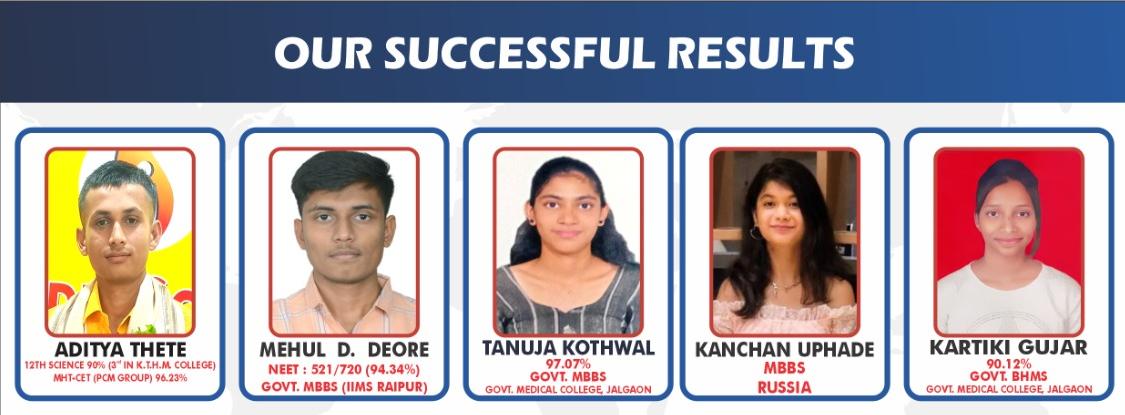 OUR SUCCESSFUL RESULTS
ADITYA THETE
12TH SCIENCE 90% (3rd IN K.T.H.M. COLLEGE)
MHT-CET (PCM GROUP) 96.23%
MEHUL D. DEORE
NEET : 521/720 (94.34%)
GOVT. MBBS (IIMS RAIPUR)
TANUJA KOTHWAL
97.07%
GOVT. MBBS
GOVT. MEDICAL COLLEGE, JALGAON
KANCHAN UPHADE
MBBS
RUSSIA
KARTIKI GUJAR
90.12%
GOVT. BHMS
GOVT. MEDICAL COLLEGE, JALGAON